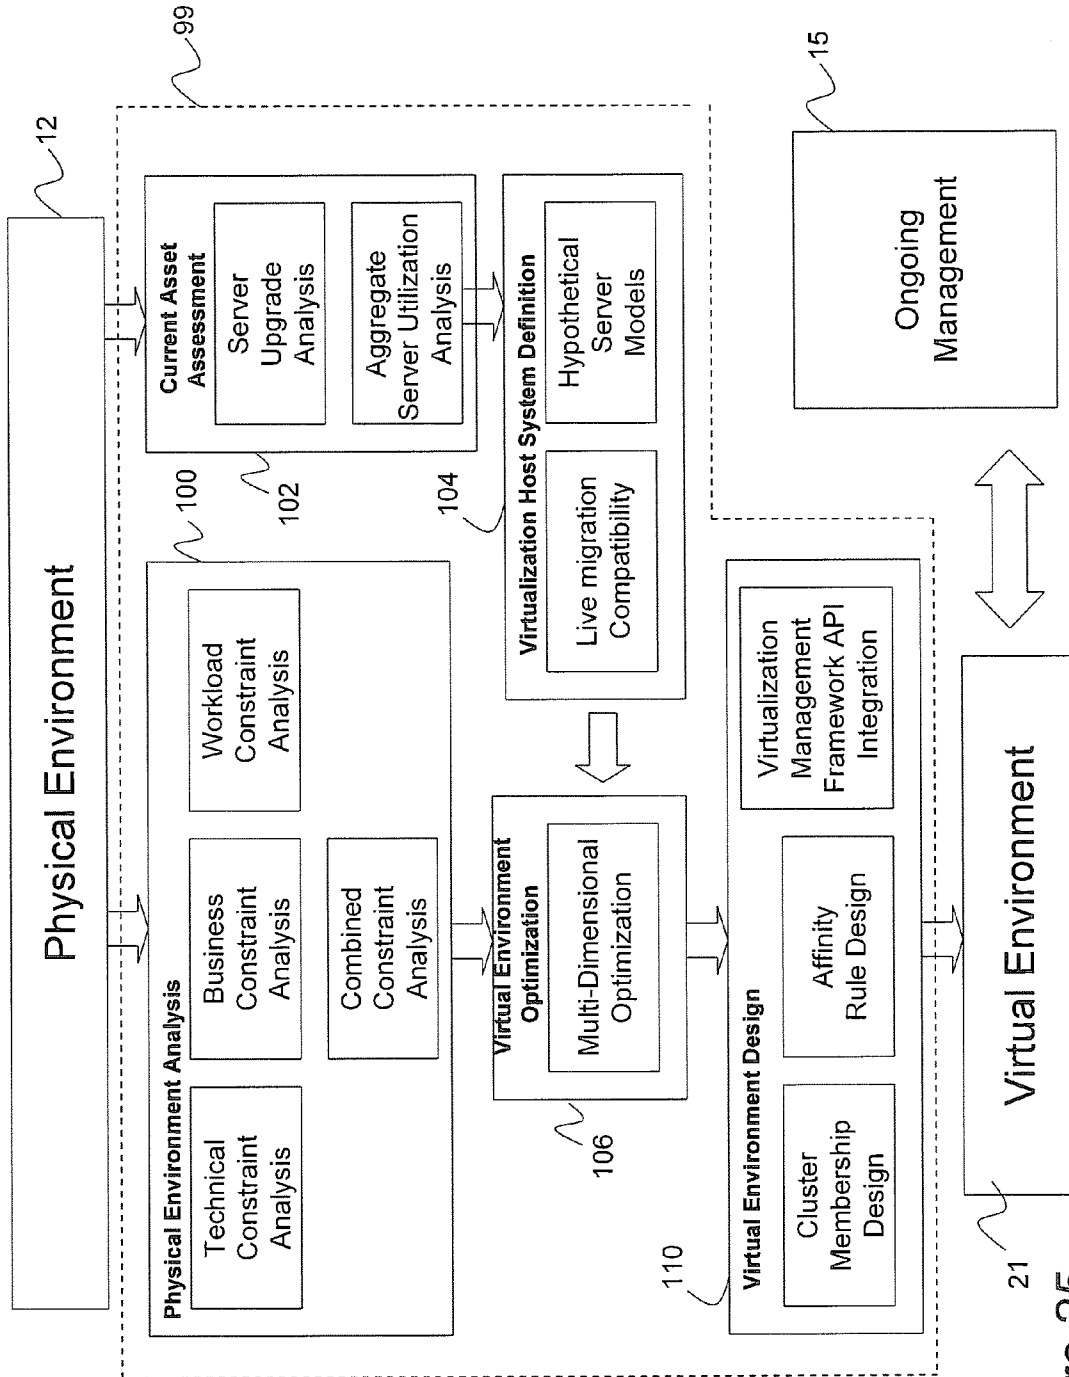 Physical Environment
12
99
Physical Environment Analysis
100
Technical
Constraint
Analysis
Business
Constraint
Analysis
Workload
Constraint
Analysis
Combined
Constraint
Analysis
Current Asset
Assessment
102
Server
Upgrade
Analysis
Aggregate
Server Utilization
Analysis
104
Virtualization Host System Definition
Live migration
Compatibility
Hypothetical
Server
Models
Virtual Environment
Optimization
106
Multi-Dimensional
Optimization
110
Virtual Environment Design
Cluster
Membership
Design
Affinity
Rule Design
Virtualization
Management
Framework API
Integration
21
Virtual Environment
15
Ongoing
Management